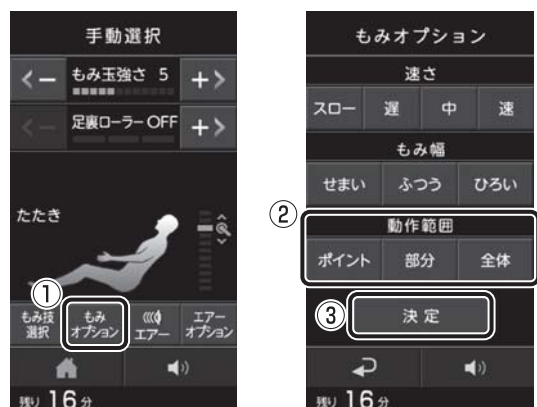 手動選択
もみ玉強さ 5
足裏ローラー OFF
たたき
①
もみ技
選択
もみ
オプション
エアー
エアー
オプション
残り 16 分
もみオプション
速さ
スロー 遅 中 速
もみ幅
せまい ふつう ひろい
②
動作範囲
ポイント 部分 全体
③
決定
残り 16 分